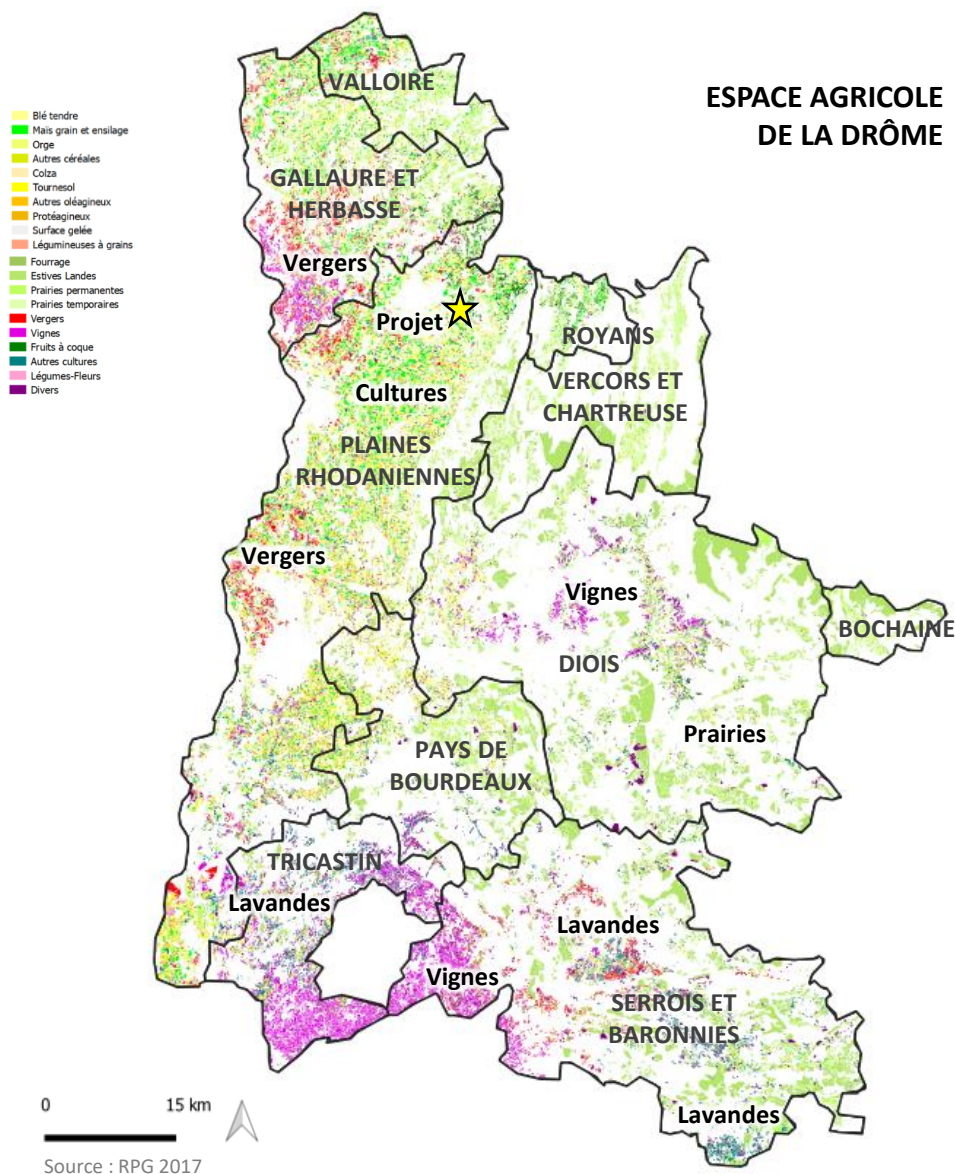 ESPACE AGRICOLE
DE LA DRÔME
Blé tendre
Maïs grain et ensilage
Orge
Autres céréales
Colza
Tournesol
Autres oléagineux
Protéagineux
Surface gelée
Légumineuses à grains
Fourrage
Estives Landes
Prairies permanentes
Prairies temporaires
Vergers
Vignes
Fruits à coque
Autres cultures
Légumes-Fleurs
Divers
VALLOIRE
GALLAURE ET
HERBASSE
Vergers
Projet
ROYANS
VERCORS ET
CHARTREUSE
Cultures
PLAINES
RHODANIENNES
Vergers
Vignes
BOCHAINE
DIOIS
Prairies
PAYS DE
BOURDEAUX
TRICASTIN
Lavandes
Lavandes
Vignes
SERROIS ET
BARONNIES
Lavandes
0 15 km
Source : RPG 2017